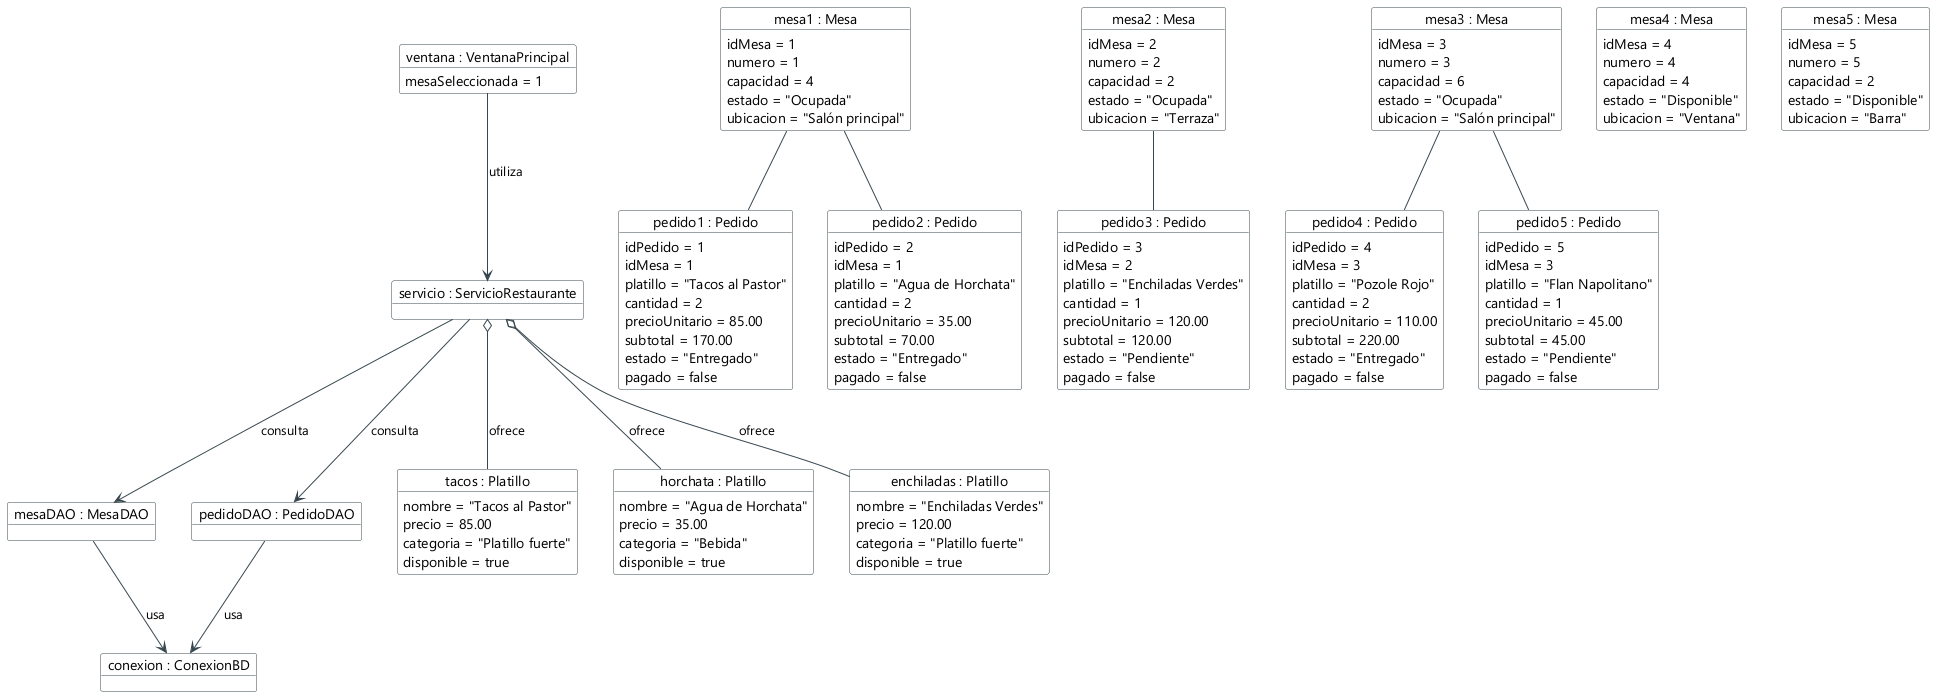 ventana : VentanaPrincipal
mesaSeleccionada = 1
mesa1 : Mesa
idMesa = 1
numero = 1
capacidad = 4
estado = "Ocupada"
ubicacion = "Salón principal"
mesa2 : Mesa
idMesa = 2
numero = 2
capacidad = 2
estado = "Ocupada"
ubicacion = "Terraza"
mesa3 : Mesa
idMesa = 3
numero = 3
capacidad = 6
estado = "Ocupada"
ubicacion = "Salón principal"
mesa4 : Mesa
idMesa = 4
numero = 4
capacidad = 4
estado = "Disponible"
ubicacion = "Ventana"
mesa5 : Mesa
idMesa = 5
numero = 5
capacidad = 2
estado = "Disponible"
ubicacion = "Barra"
utiliza
servicio : ServicioRestaurante
pedido1 : Pedido
idPedido = 1
idMesa = 1
platillo = "Tacos al Pastor"
cantidad = 2
precioUnitario = 85.00
subtotal = 170.00
estado = "Entregado"
pagado = false
pedido2 : Pedido
idPedido = 2
idMesa = 1
platillo = "Agua de Horchata"
cantidad = 2
precioUnitario = 35.00
subtotal = 70.00
estado = "Entregado"
pagado = false
pedido3 : Pedido
idPedido = 3
idMesa = 2
platillo = "Enchiladas Verdes"
cantidad = 1
precioUnitario = 120.00
subtotal = 120.00
estado = "Pendiente"
pagado = false
pedido4 : Pedido
idPedido = 4
idMesa = 3
platillo = "Pozole Rojo"
cantidad = 2
precioUnitario = 110.00
subtotal = 220.00
estado = "Entregado"
pagado = false
pedido5 : Pedido
idPedido = 5
idMesa = 3
platillo = "Flan Napolitano"
cantidad = 1
precioUnitario = 45.00
subtotal = 45.00
estado = "Pendiente"
pagado = false
consulta
consulta
ofrece
ofrece
ofrece
mesaDAO : MesaDAO
pedidoDAO : PedidoDAO
tacos : Platillo
nombre = "Tacos al Pastor"
precio = 85.00
categoria = "Platillo fuerte"
disponible = true
horchata : Platillo
nombre = "Agua de Horchata"
precio = 35.00
categoria = "Bebida"
disponible = true
enchiladas : Platillo
nombre = "Enchiladas Verdes"
precio = 120.00
categoria = "Platillo fuerte"
disponible = true
usa
usa
conexion : ConexionBD